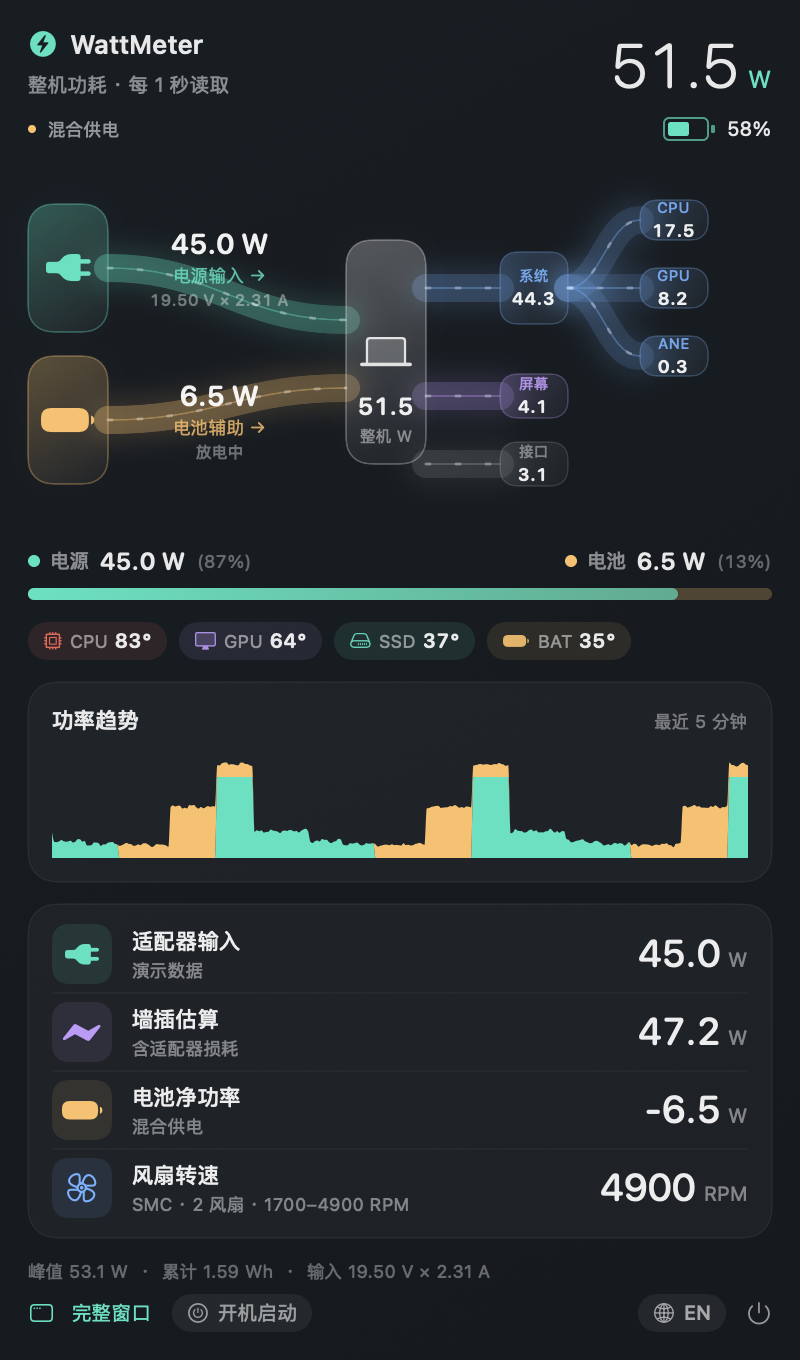 WattMeter
51.5 W
整机功耗 · 每 1 秒读取
混合供电
58%
45.0 W
电源输入 →
19.50 V × 2.31 A
6.5 W
电池辅助 →
放电中
51.5
整机 W
系统
44.3
CPU
17.5
GPU
8.2
ANE
0.3
屏幕
4.1
接口
3.1
电源 45.0 W (87%)
电池 6.5 W (13%)
CPU 83°
GPU 64°
SSD 37°
BAT 35°
功率趋势
最近 5 分钟
适配器输入
演示数据
45.0 W
墙插估算
含适配器损耗
47.2 W
电池净功率
混合供电
-6.5 W
风扇转速
SMC · 2 风扇 · 1700–4900 RPM
4900 RPM
峰值 53.1 W · 累计 1.59 Wh · 输入 19.50 V × 2.31 A
完整窗口
开机启动
EN